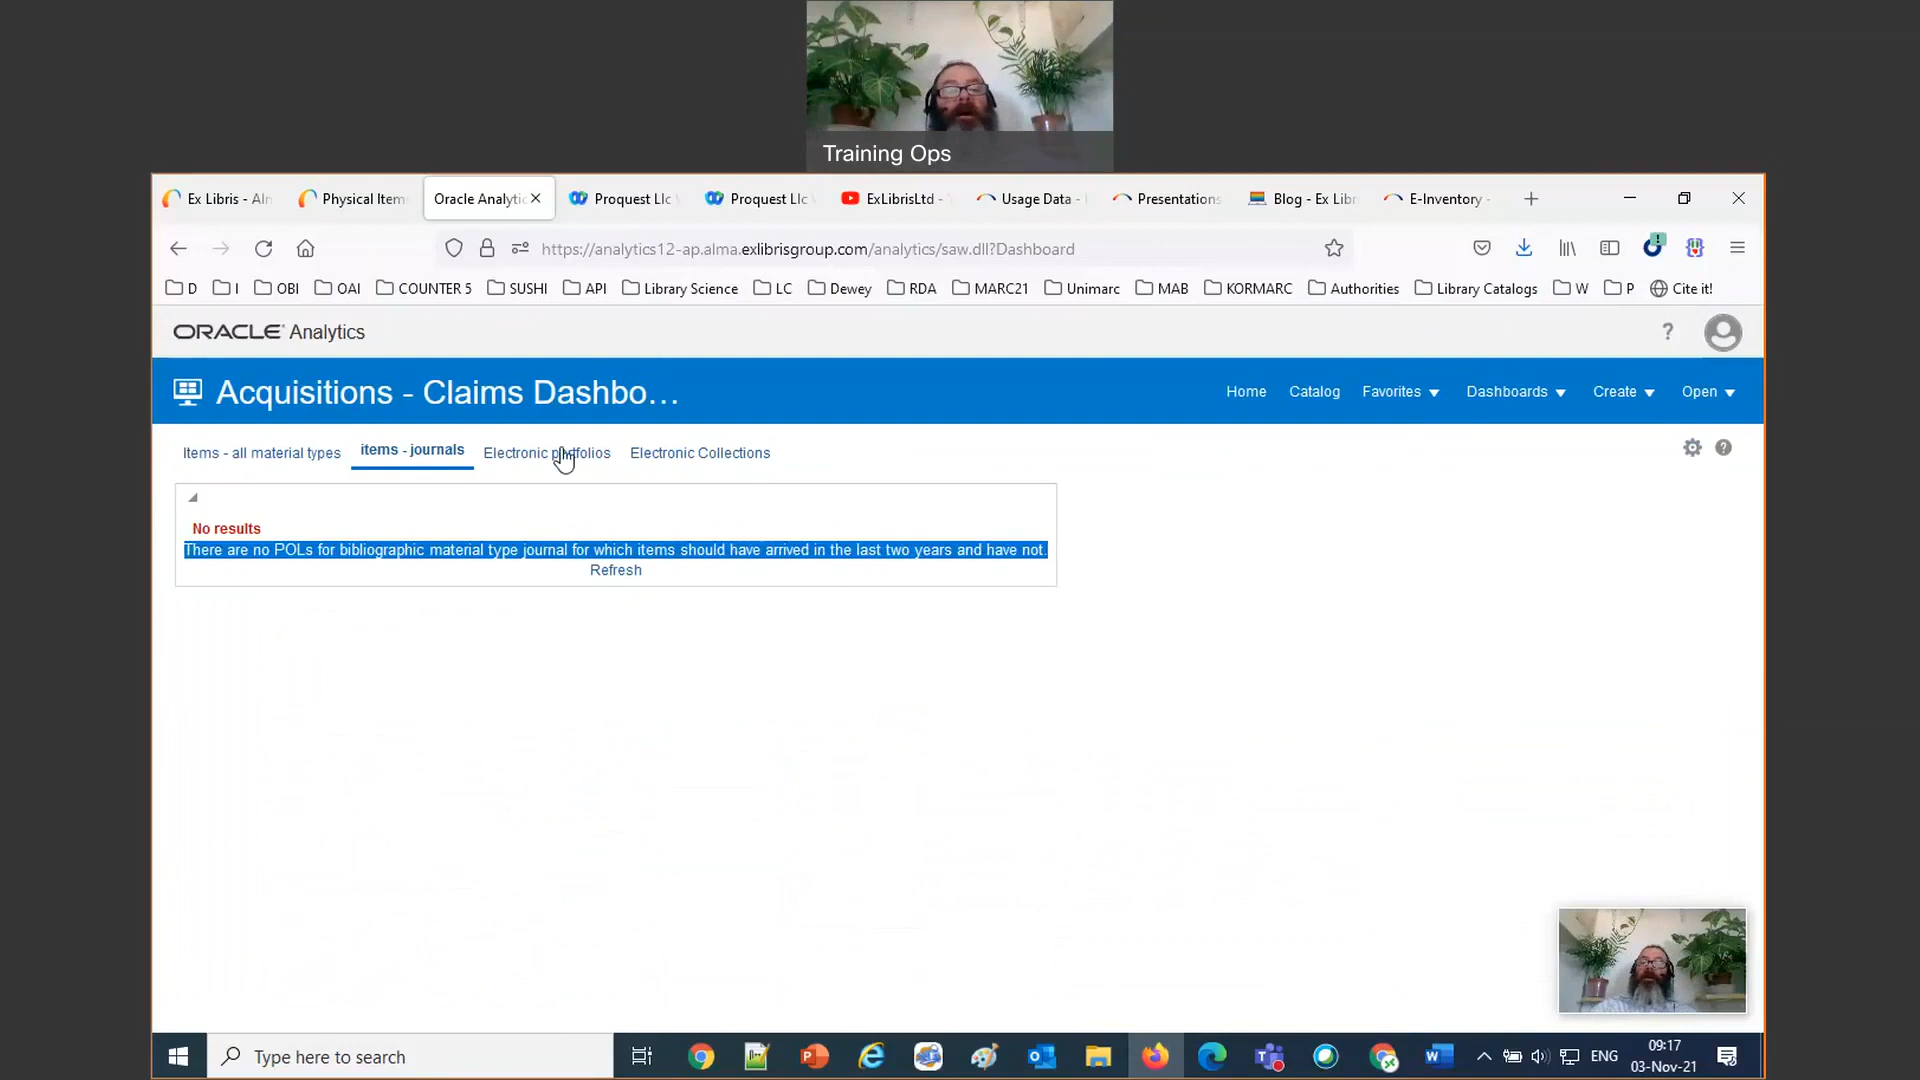 Training Ops
Ex Libris - Aln
Physical Item
Oracle Analytic
Proquest Llc
Proquest Llc
ExLibrisLtd -
Usage Data -
Presentations
Blog - Ex Libr
E-Inventory -
https://analytics12-ap.alma.exlibrisgroup.com/analytics/saw.dll?Dashboard
D I OBI OAI COUNTER 5 SUSHI API Library Science LC Dewey RDA MARC21 Unimarc MAB KORMARC Authorities Library Catalogs W P Cite it!
ORACLE Analytics
?
Acquisitions - Claims Dashbo...
Home Catalog Favorites Dashboards Create Open
Items - all material types items - journals Electronic portfolios Electronic Collections
No results
There are no POLs for bibliographic material type journal for which items should have arrived in the last two years and have not.
Refresh
Type here to search
ENG
09:17
03-Nov-21